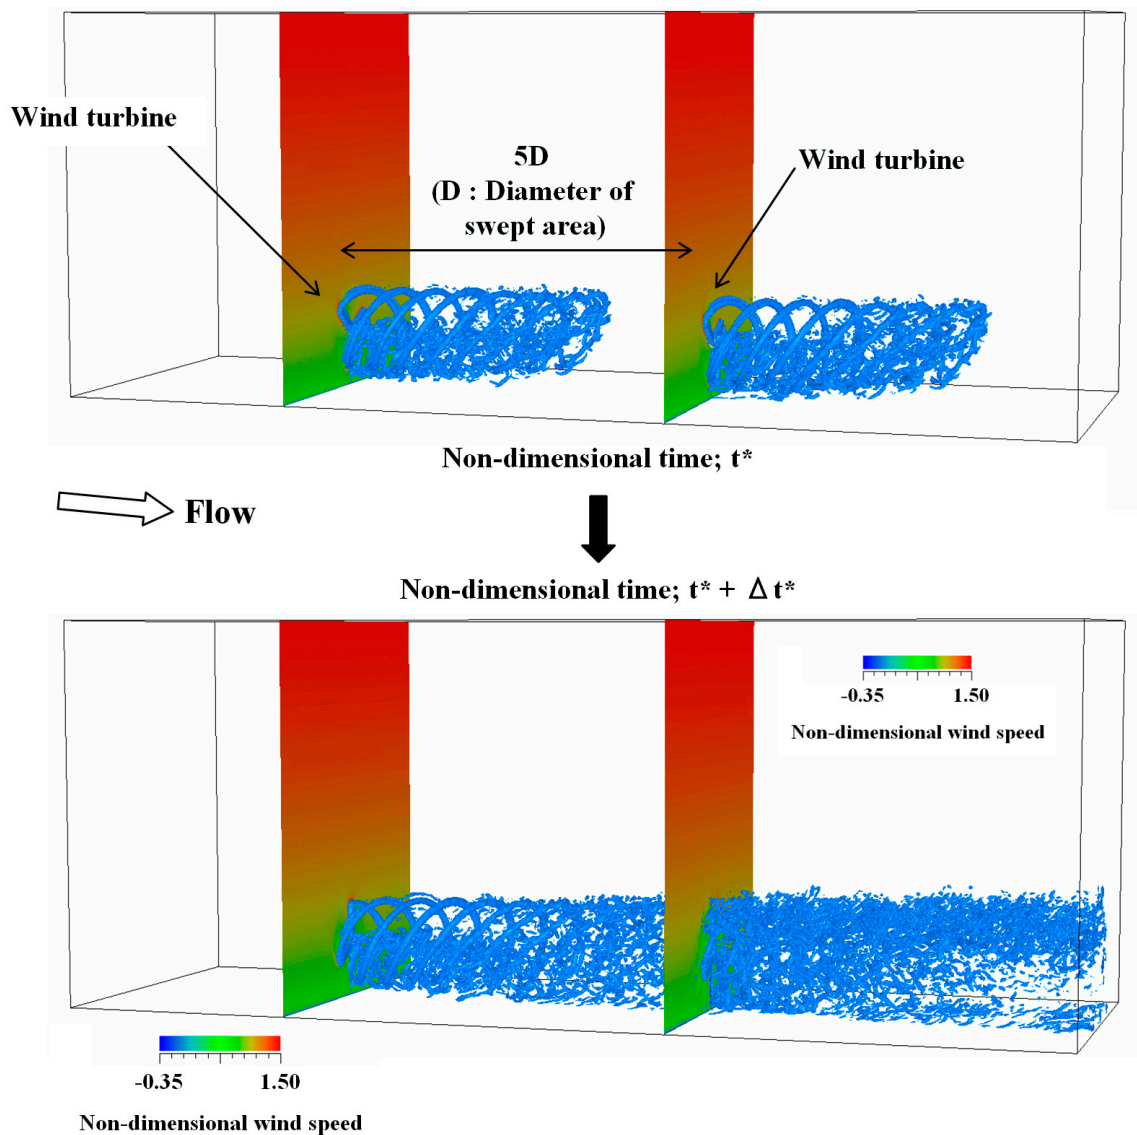 Wind turbine
5D
(D : Diameter of
swept area)
Wind turbine
Non-dimensional time; t*
Flow
Non-dimensional time; t* + Δ t*
-0.35 1.50
Non-dimensional wind speed
-0.35 1.50
Non-dimensional wind speed